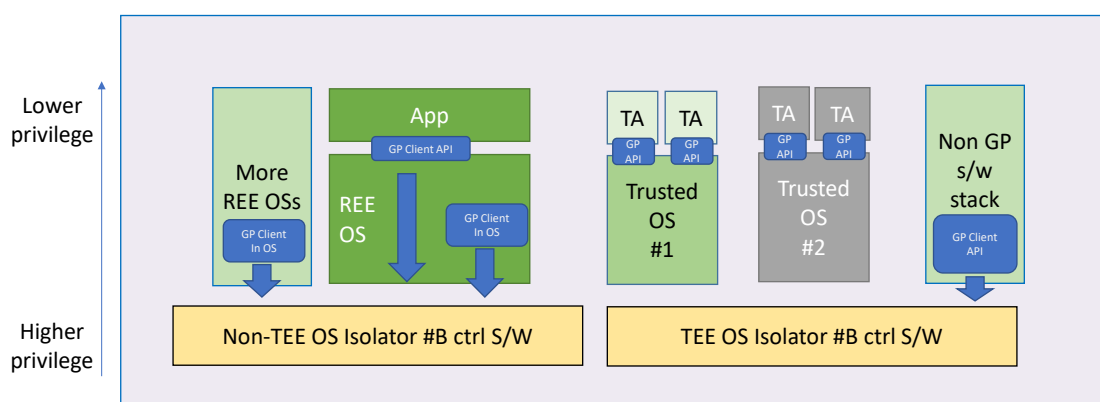 Lower
privilege
Higher
privilege
More
REE OSs
GP Client
In OS
App
GP Client API
REE
OS
GP Client
In OS
TA
TA
GP
API
GP
API
Trusted
OS
#1
TA
TA
GP
API
GP
API
Trusted
OS
#2
Non GP
s/w
stack
GP Client
API
Non-TEE OS Isolator #B ctrl S/W
TEE OS Isolator #B ctrl S/W